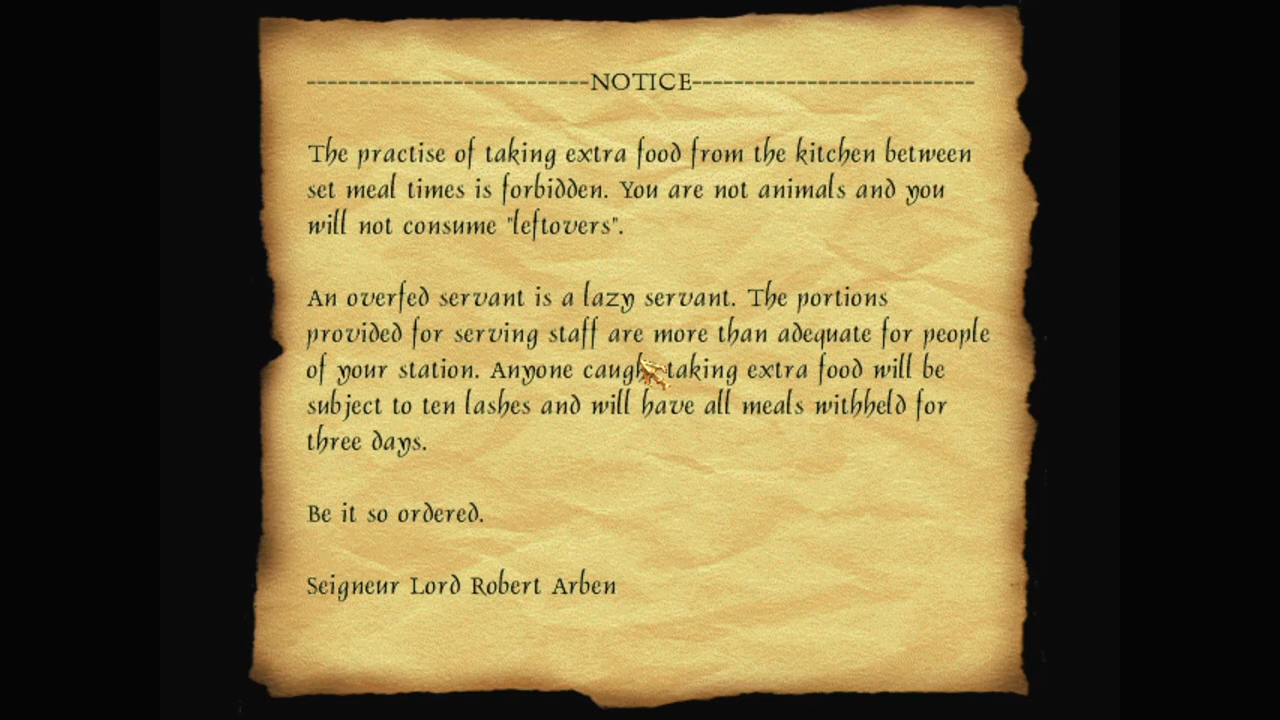 --------------------------NOTICE--------------------------
The practise of taking extra food from the kitchen between
set meal times is forbidden. You are not animals and you
will not consume "leftovers".
An overfed servant is a lazy servant. The portions
provided for serving staff are more than adequate for people
of your station. Anyone caught taking extra food will be
subject to ten lashes and will have all meals withheld for
three days.
Be it so ordered.
Seigneur Lord Robert Arben